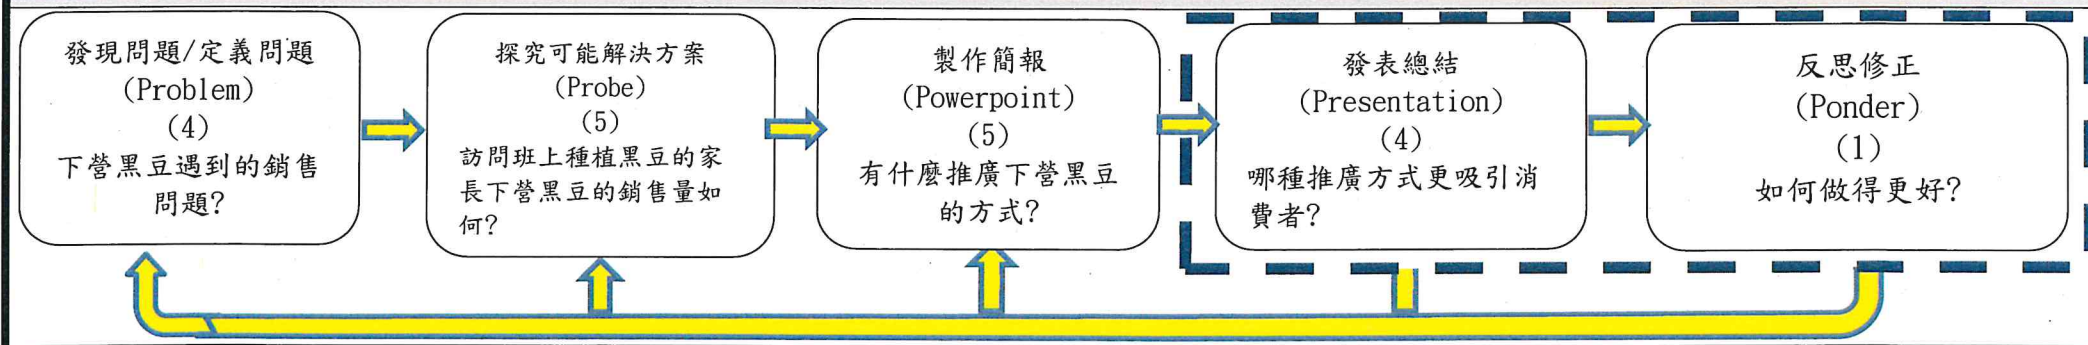 發現問題/定義問題
(Problem)
(4)
下營黑豆遇到的銷售
問題?
探究可能解決方案
(Probe)
(5)
訪問班上種植黑豆的家
長下營黑豆的銷售量如
何?
製作簡報
(Powerpoint)
(5)
有什麼推廣下營黑豆
的方式?
發表總結
(Presentation)
(4)
哪種推廣方式更吸引消
費者?
反思修正
(Ponder)
(1)
如何做得更好?